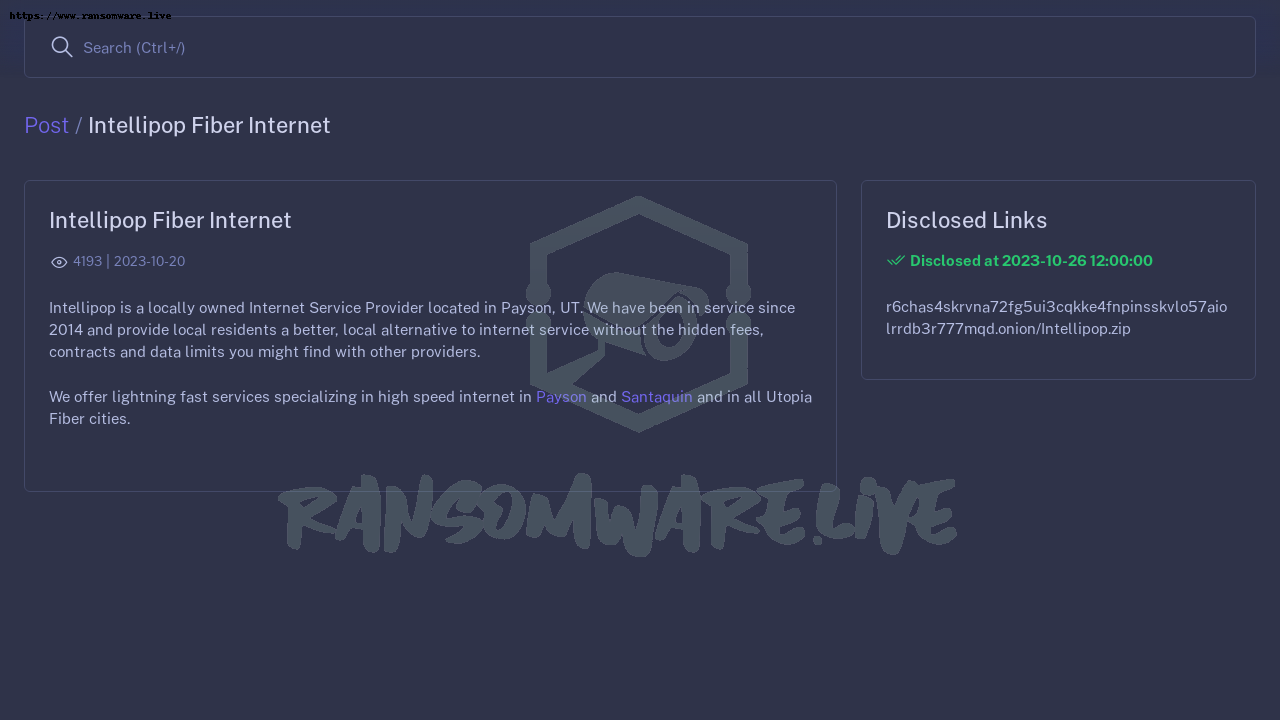 https://www.ransomware.live
Search (Ctrl+/)
Post / Intellipop Fiber Internet
Intellipop Fiber Internet
4193 | 2023-10-20
Intellipop is a locally owned Internet Service Provider located in Payson, UT. We have been in service since
2014 and provide local residents a better, local alternative to internet service without the hidden fees,
contracts and data limits you might find with other providers.
We offer lightning fast services specializing in high speed internet in Payson and Santaquin and in all Utopia
Fiber cities.
Disclosed Links
Disclosed at 2023-10-26 12:00:00
r6chas4skrvna72fg5ui3cqkke4fnpinsskvlo57aio
lrrdb3r777mqd.onion/Intellipop.zip
RANSOMWARE.LIVE